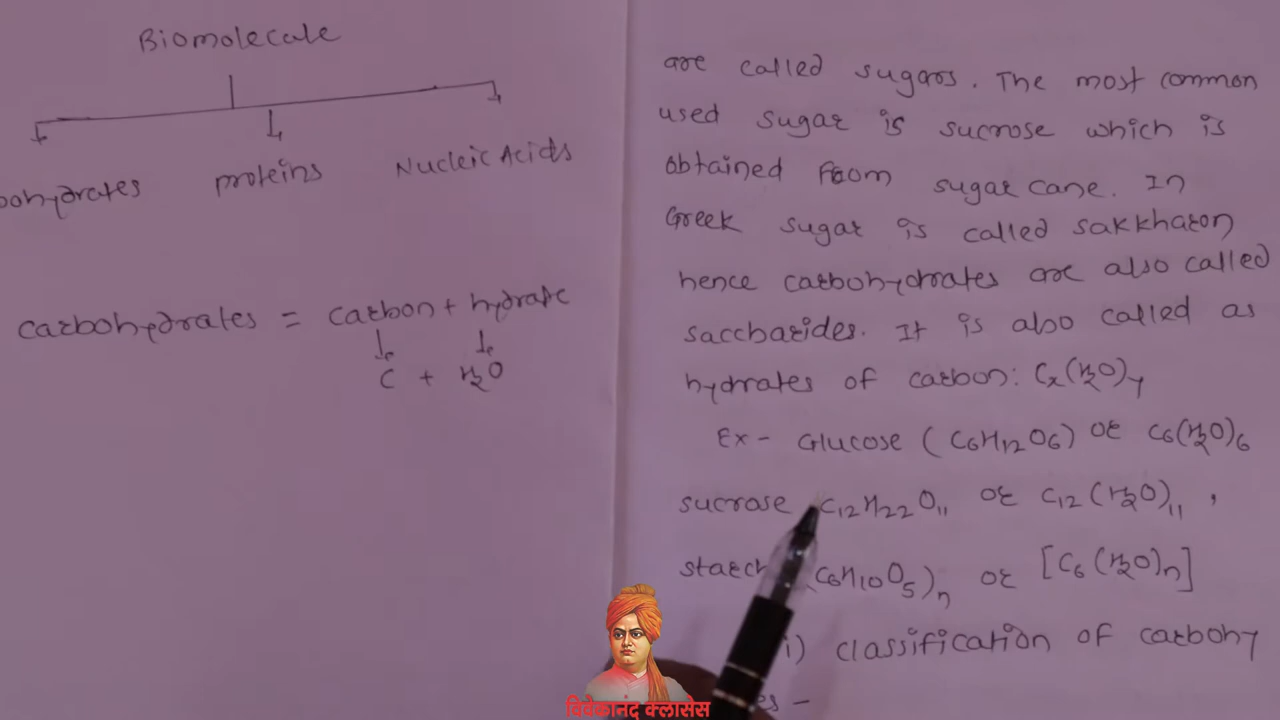 Biomolecule
bohydrates proteins Nucleic Acids
carbohydrates = carbon + hydrate
C + H2O
are called sugars. The most common
used sugar is sucrose which is
obtained from sugar cane. In
Greek sugar is called sakkharon
hence carbohydrates are also called
saccharides. It is also called as
hydrates of carbon: Cx(H2O)y
Ex - Glucose (C6H12O6) or C6(H2O)6
sucrose C12H22O11 or C12(H2O)11,
starch (C6H10O5)n or [C6(H2O)n]
i) classification of carbohy
es -
विवेकानंद क्लासेस